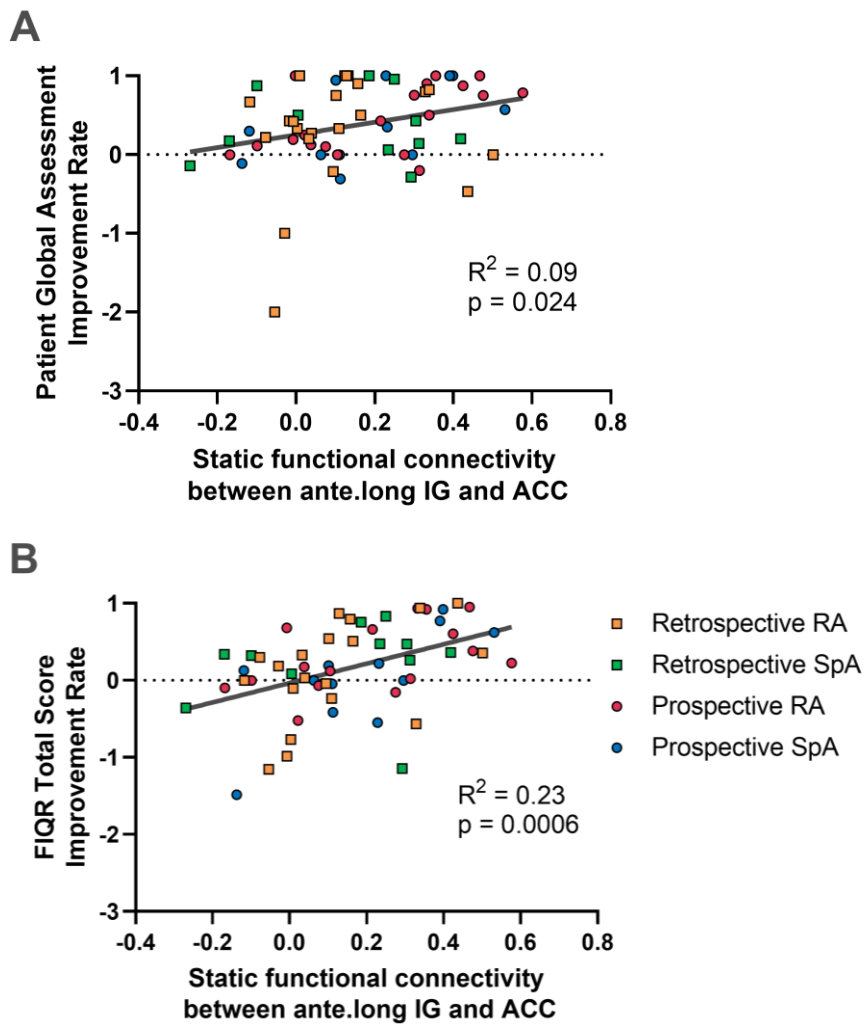 A
Patient Global Assessment
Improvement Rate
1
0
-1
-2
-3
R² = 0.09
p = 0.024
-0.4 -0.2 0.0 0.2 0.4 0.6 0.8
Static functional connectivity
between ante.long IG and ACC
B
FIQR Total Score
Improvement Rate
1
0
-1
-2
-3
R² = 0.23
p = 0.0006
-0.4 -0.2 0.0 0.2 0.4 0.6 0.8
Static functional connectivity
between ante.long IG and ACC
Retrospective RA
Retrospective SpA
Prospective RA
Prospective SpA